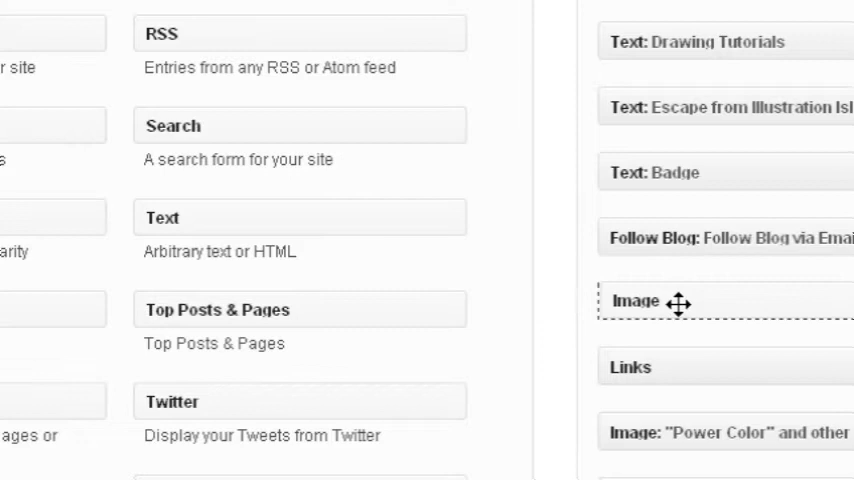 r site
s
arity
ages or
RSS
Entries from any RSS or Atom feed
Search
A search form for your site
Text
Arbitrary text or HTML
Top Posts & Pages
Top Posts & Pages
Twitter
Display your Tweets from Twitter
Text: Drawing Tutorials
Text: Escape from Illustration Isl
Text: Badge
Follow Blog: Follow Blog via Emai
Image
Links
Image: "Power Color" and other